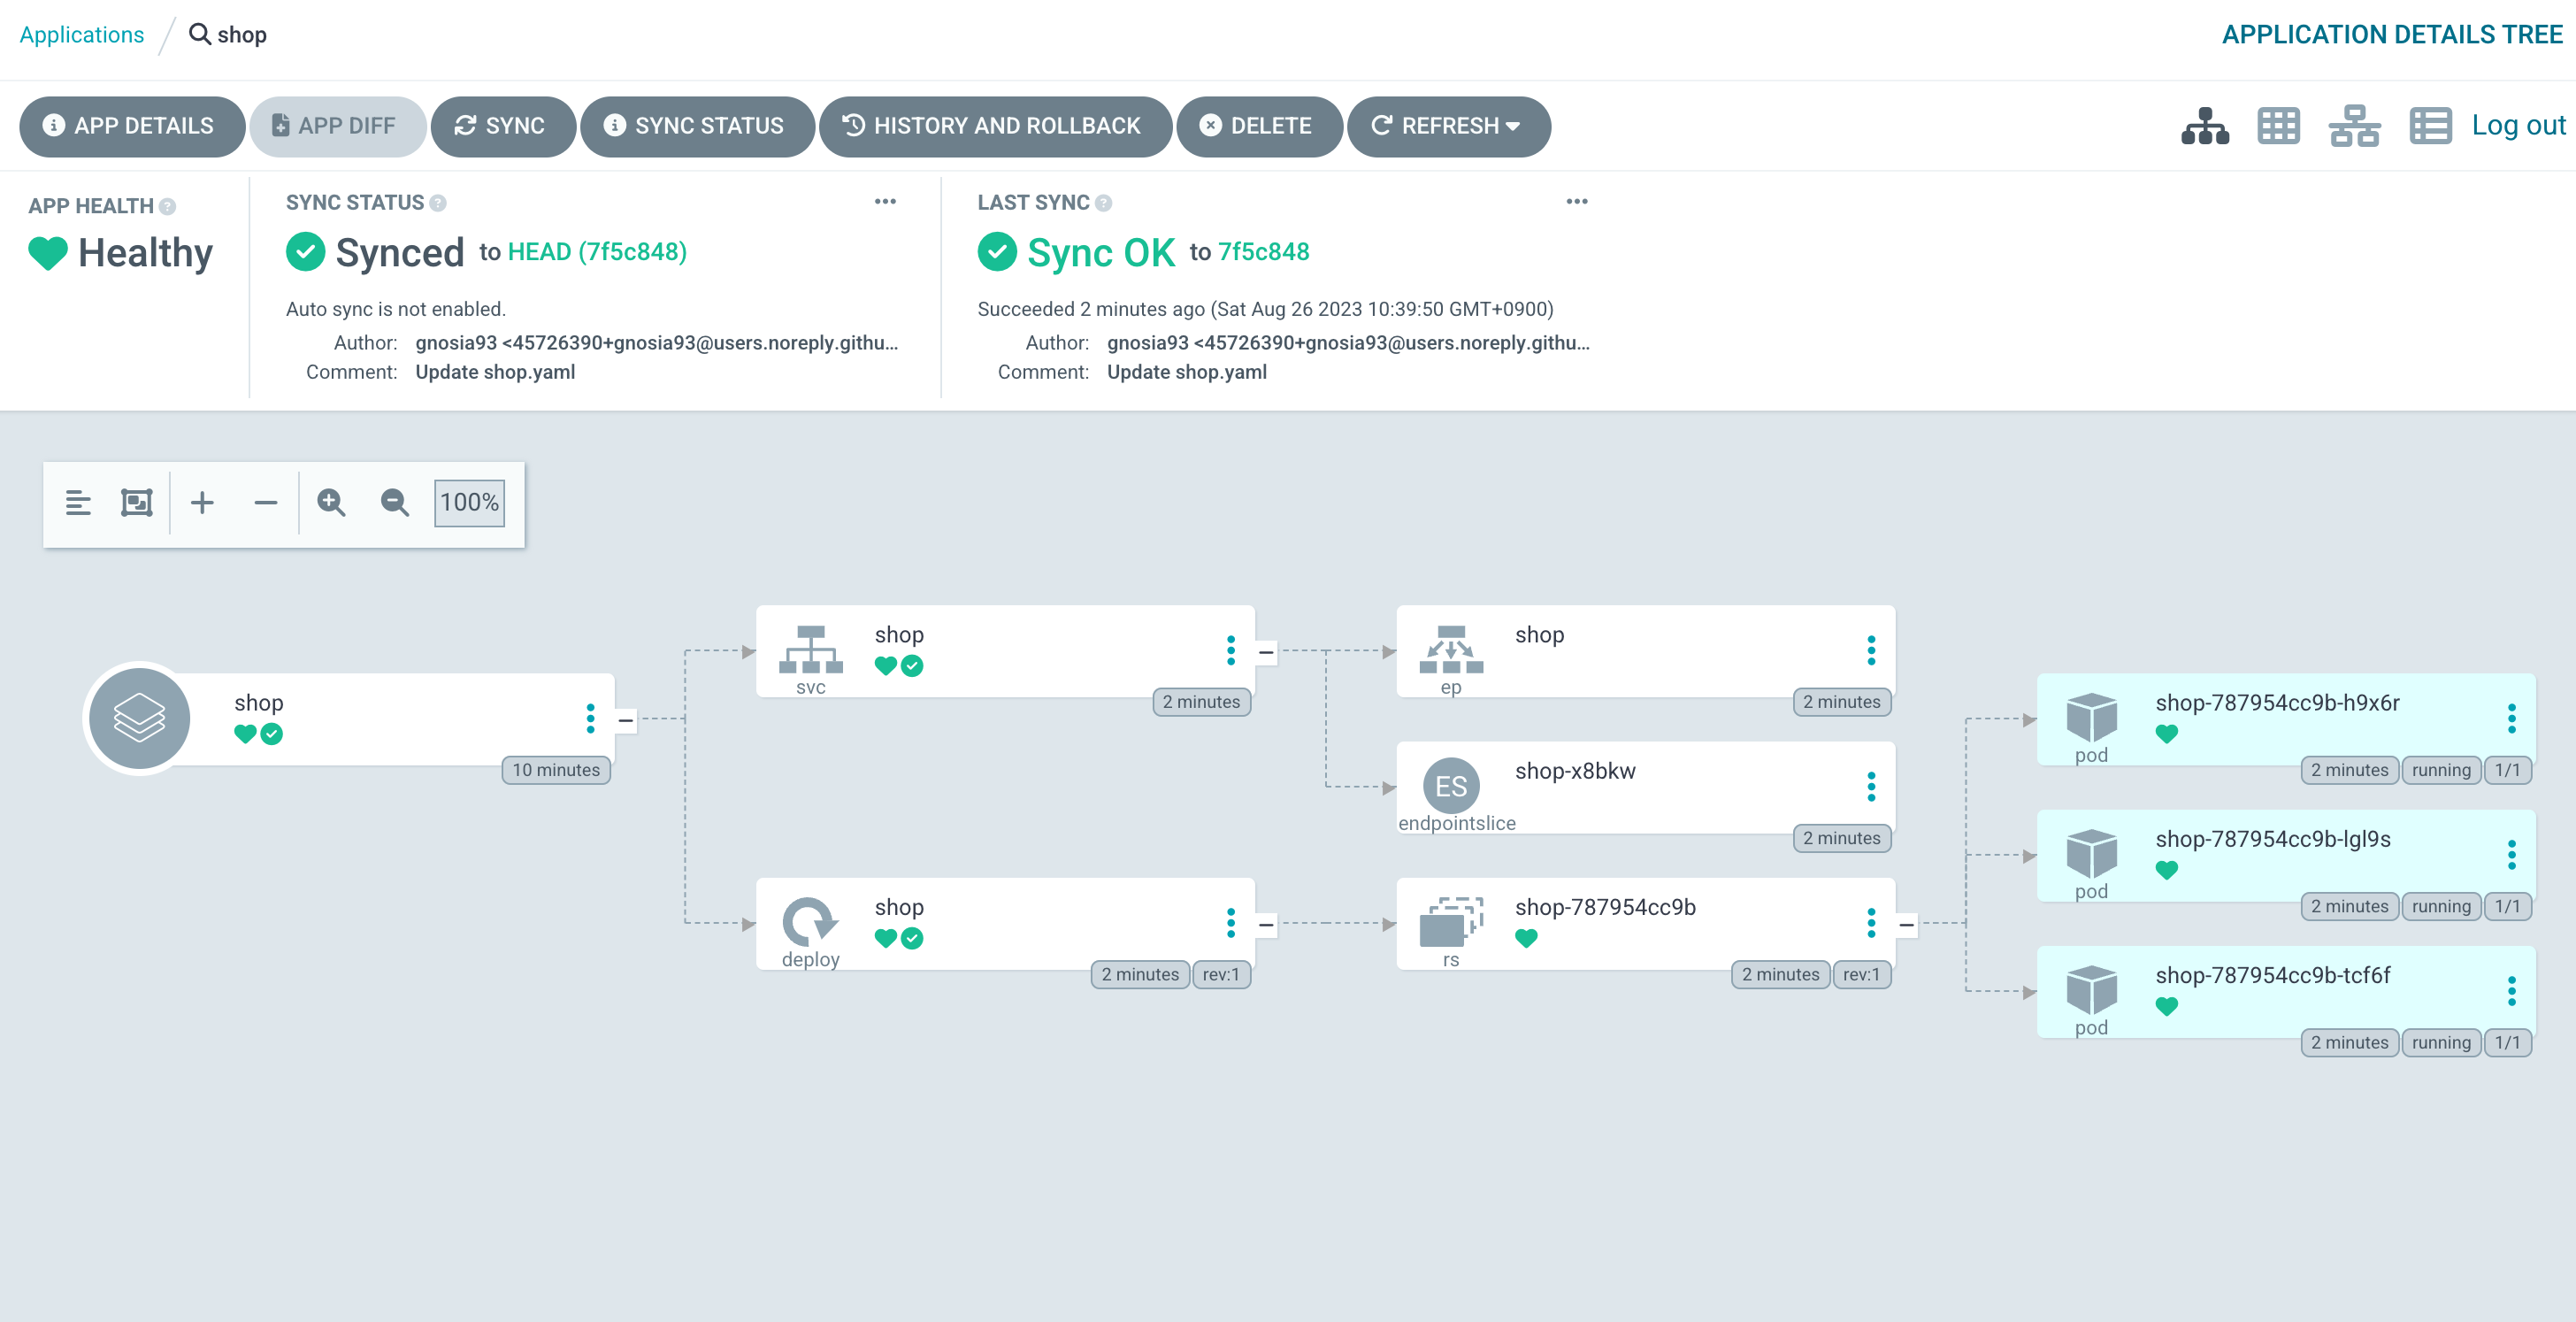 Applications / shop
APPLICATION DETAILS TREE
APP DETAILS
APP DIFF
SYNC
SYNC STATUS
HISTORY AND ROLLBACK
DELETE
REFRESH
Log out
APP HEALTH
Healthy
SYNC STATUS
Synced to HEAD (7f5c848)
Auto sync is not enabled.
Author: gnosia93 <45726390+gnosia93@users.noreply.githu...
Comment: Update shop.yaml
LAST SYNC
Sync OK to 7f5c848
Succeeded 2 minutes ago (Sat Aug 26 2023 10:39:50 GMT+0900)
Author: gnosia93 <45726390+gnosia93@users.noreply.githu...
Comment: Update shop.yaml
100%
shop
10 minutes
shop
svc
2 minutes
shop
deploy
2 minutes rev:1
shop
ep
2 minutes
ES
shop-x8bkw
endpointslice
2 minutes
shop-787954cc9b
rs
2 minutes rev:1
shop-787954cc9b-h9x6r
pod
2 minutes running 1/1
shop-787954cc9b-lgl9s
pod
2 minutes running 1/1
shop-787954cc9b-tcf6f
pod
2 minutes running 1/1